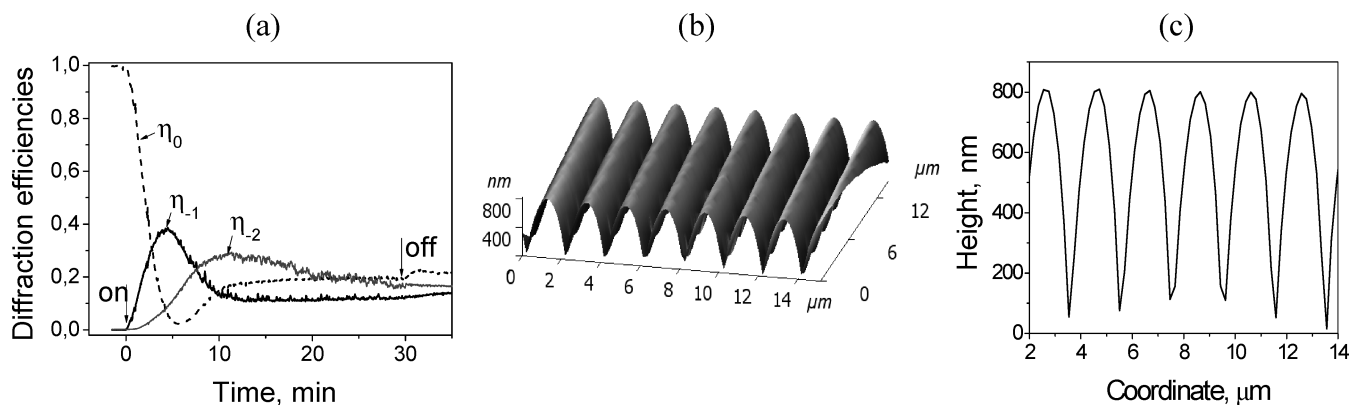 (a)
Diffraction efficiencies
1,0
0,8
0,6
0,4
0,2
0,0
η₀
η₋₁
η₋₂
on
off
0
10
20
30
Time, min
(b)
nm
800
400
0
2
4
6
8
10
12
14
μm
0
6
12
μm
(c)
Height, nm
800
600
400
200
0
2
4
6
8
10
12
14
Coordinate, μm